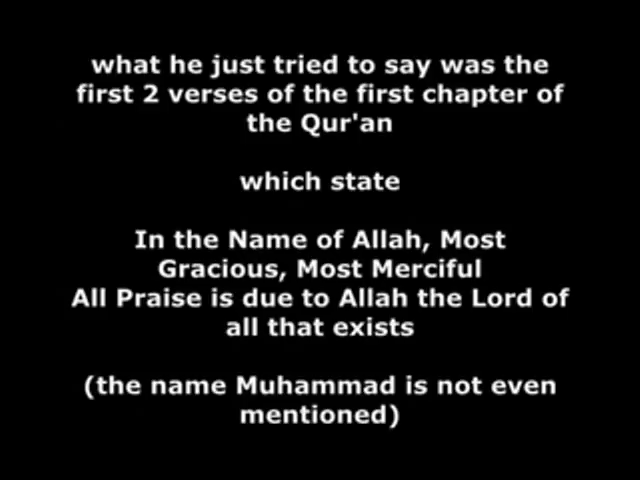 what he just tried to say was the
first 2 verses of the first chapter of
the Qur'an
which state
In the Name of Allah, Most
Gracious, Most Merciful
All Praise is due to Allah the Lord of
all that exists
(the name Muhammad is not even
mentioned)